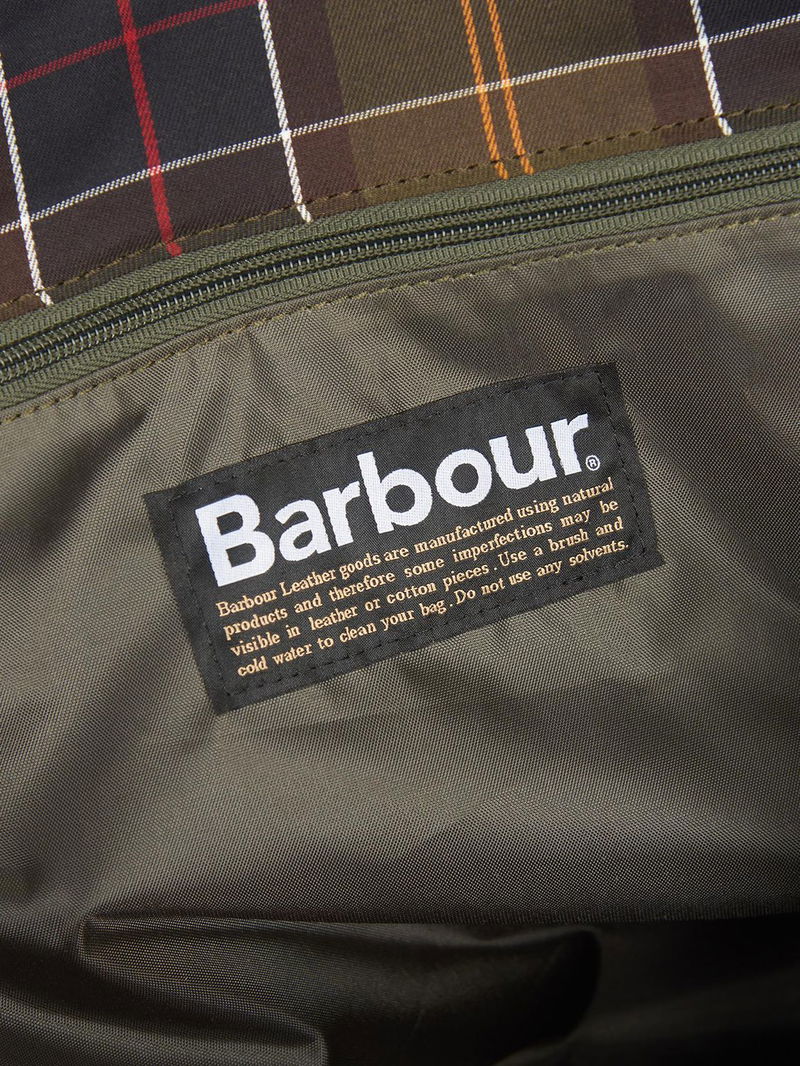 Barbour®
Barbour Leather goods are manufactured using natural
products and therefore some imperfections may be
visible in leather or cotton pieces. Use a brush and
cold water to clean your bag. Do not use any solvents.